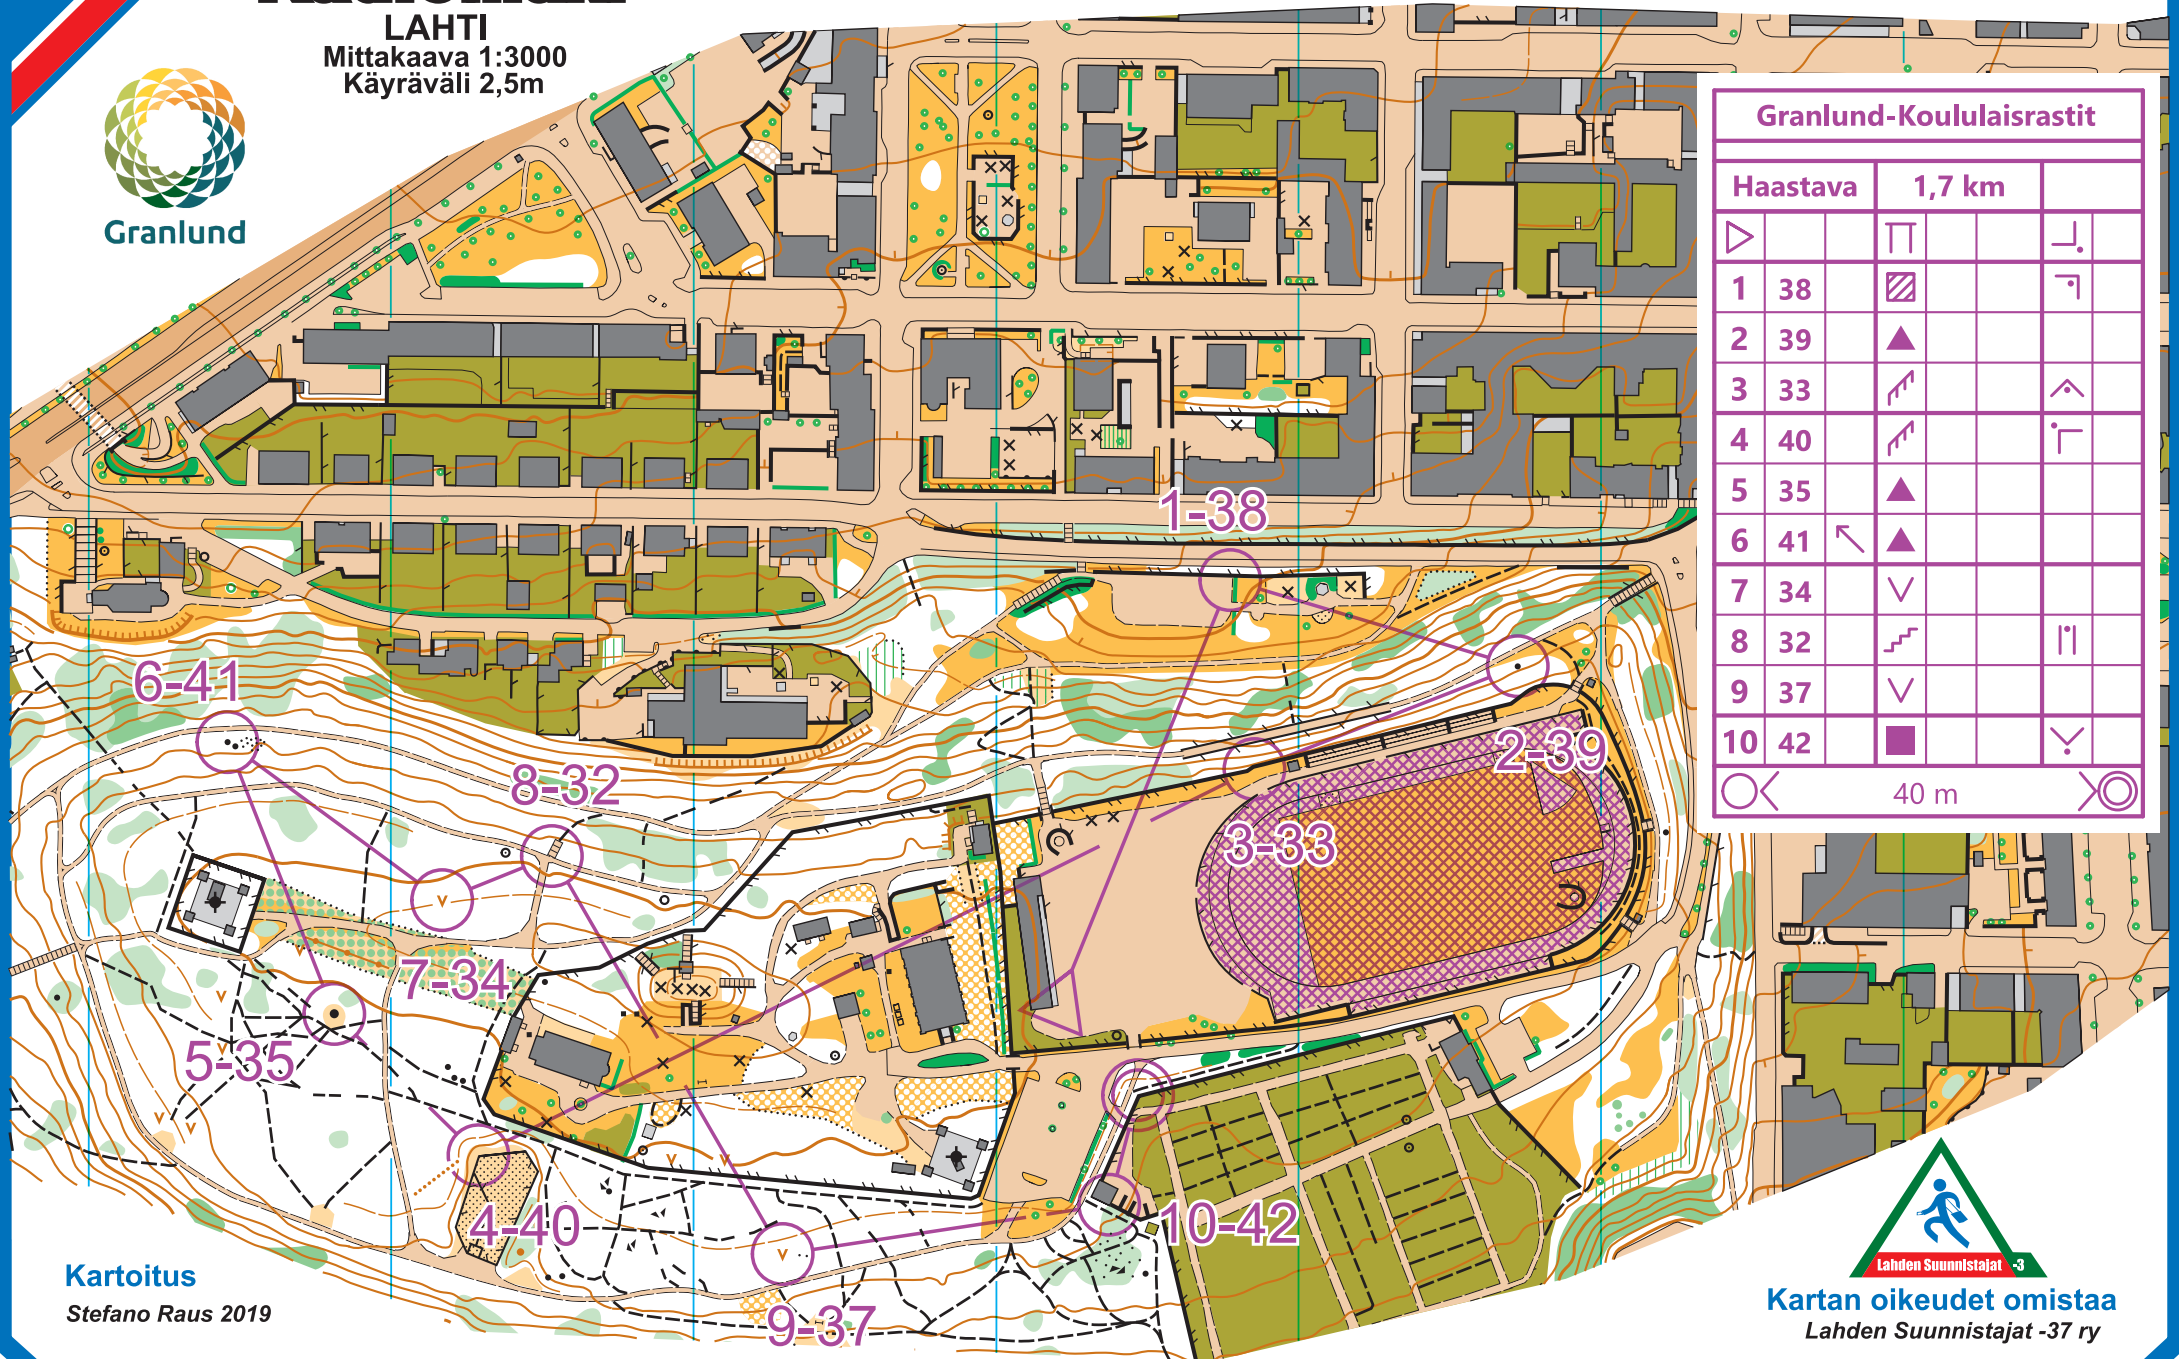 LAHTI
Mittakaava 1:3000
Käyräväli 2,5m
Granlund
Granlund-Koululaisrastit
Haastava 1,7 km
1 38
2 39
3 33
4 40
5 35
6 41
7 34
8 32
9 37
10 42
40 m
1-38
2-39
3-33
6-41
8-32
7-34
5-35
4-40
10-42
9-37
Kartoitus
Stefano Raus 2019
Lahden Suunnistajat -3
Kartan oikeudet omistaa
Lahden Suunnistajat -37 ry